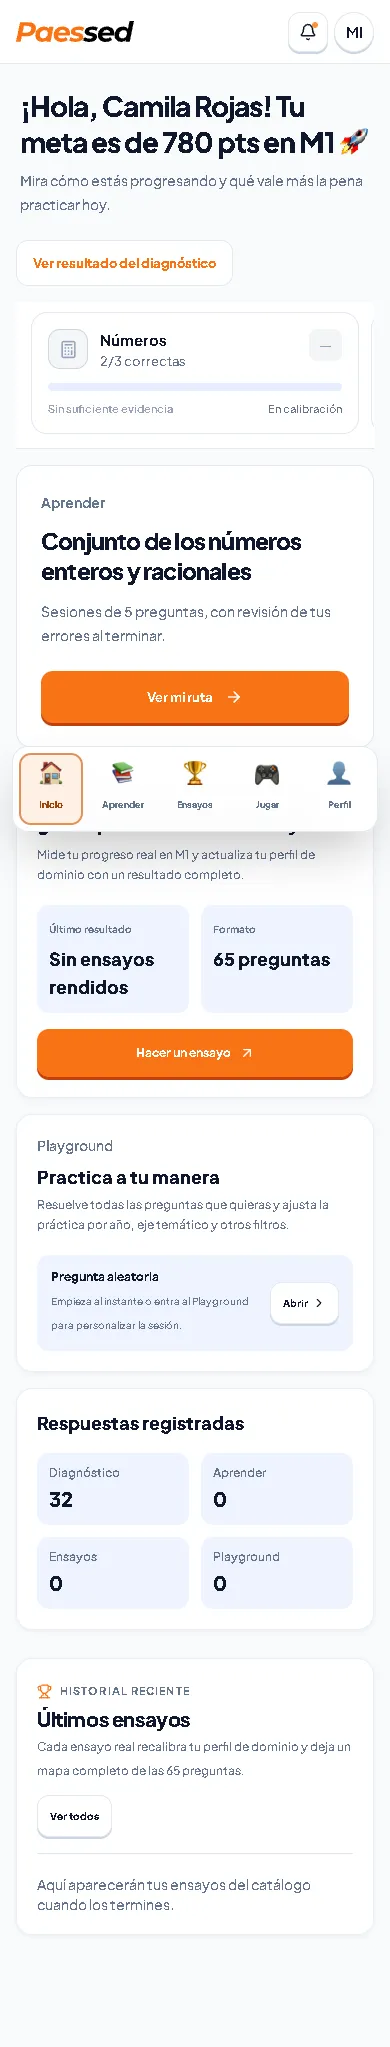 Paessed
MI
¡Hola, Camila Rojas! Tu
meta es de 780 pts en M1 🚀
Mira cómo estás progresando y qué vale más la pena
practicar hoy.
Ver resultado del diagnóstico
Números
2/3 correctas
—
Sin suficiente evidencia
En calibración
Aprender
Conjunto de los números
enteros y racionales
Sesiones de 5 preguntas, con revisión de tus
errores al terminar.
Ver mi ruta →
Inicio
Aprender
Ensayos
Jugar
Perfil
Mide tu progreso real en M1 y actualiza tu perfil de
dominio con un resultado completo.
Último resultado
Sin ensayos
rendidos
Formato
65 preguntas
Hacer un ensayo ↗
Playground
Practica a tu manera
Resuelve todas las preguntas que quieras y ajusta la
práctica por año, eje temático y otros filtros.
Pregunta aleatoria
Empieza al instante o entra al Playground
para personalizar la sesión.
Abrir >
Respuestas registradas
Diagnóstico
32
Aprender
0
Ensayos
0
Playground
0
HISTORIAL RECIENTE
Últimos ensayos
Cada ensayo real recalibra tu perfil de dominio y deja un
mapa completo de las 65 preguntas.
Ver todos
Aquí aparecerán tus ensayos del catálogo
cuando los termines.